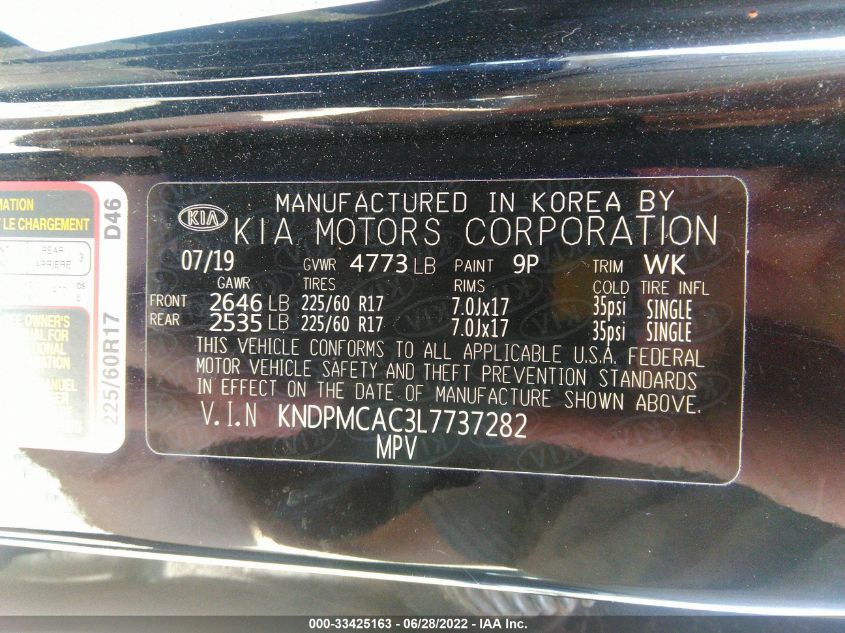 MANUFACTURED IN KOREA BY
KIA KIA MOTORS CORPORATION
07/19 GVWR 4773 LB PAINT 9P TRIM WK
GAWR TIRES RIMS COLD TIRE INFL
FRONT 2646 LB 225/60 R17 7.0Jx17 35psi SINGLE
REAR 2535 LB 225/60 R17 7.0Jx17 35psi SINGLE
THIS VEHICLE CONFORMS TO ALL APPLICABLE U.S.A. FEDERAL
MOTOR VEHICLE SAFETY AND THEFT PREVENTION STANDARDS
IN EFFECT ON THE DATE OF MANUFACTURE SHOWN ABOVE.
V.I.N KNDPMCAC3L7737282
MPV
LE CHARGEMENT
REAR
ARRIERE
OWNER'S
FOR
225/60R17 D46
000-33425163 - 06/28/2022 - IAA, Inc.